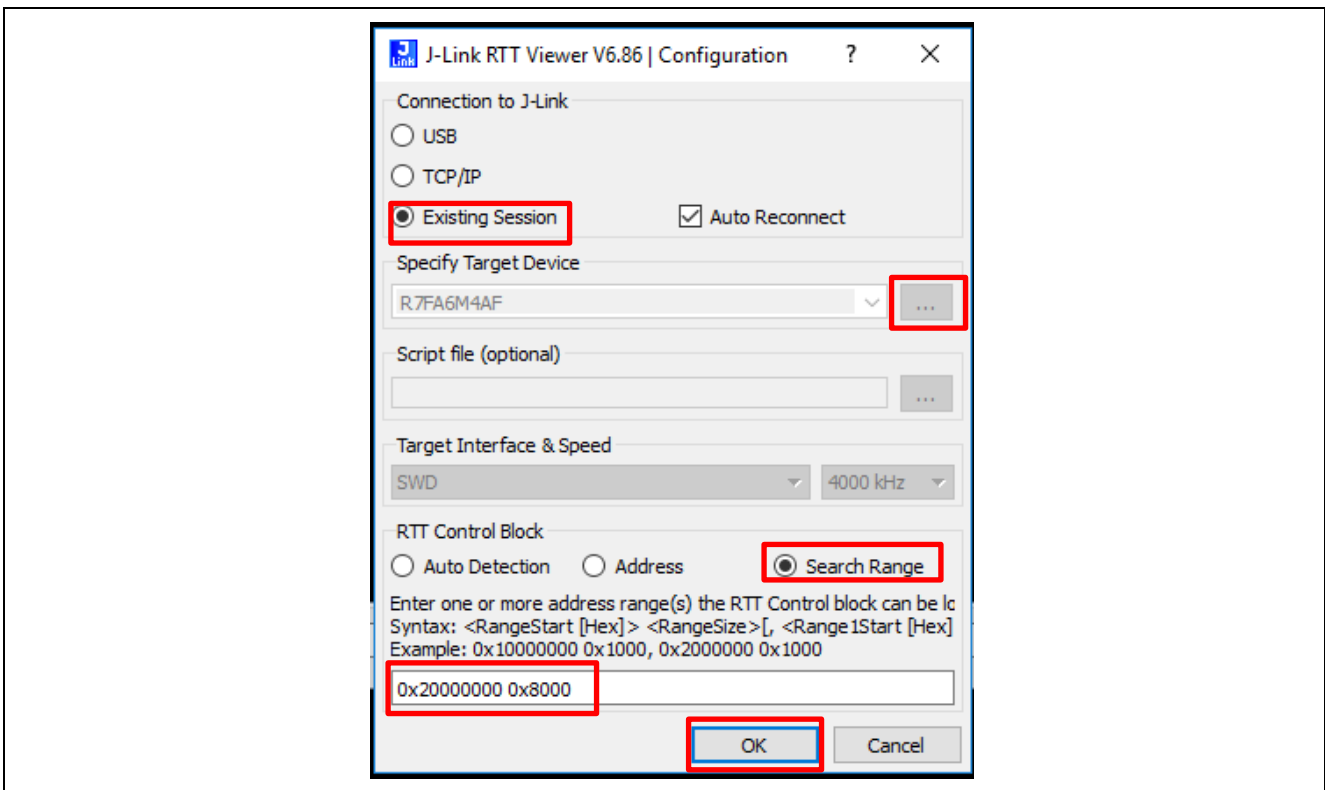 J-Link RTT Viewer V6.86 | Configuration ? ×
Connection to J-Link
USB
TCP/IP
Existing Session Auto Reconnect
Specify Target Device
R7FA6M4AF ...
Script file (optional)
...
Target Interface & Speed
SWD 4000 kHz
RTT Control Block
Auto Detection Address Search Range
Enter one or more address range(s) the RTT Control block can be lo
Syntax: <RangeStart [Hex]> <RangeSize>[, <Range1Start [Hex]
Example: 0x10000000 0x1000, 0x2000000 0x1000
0x20000000 0x8000
OK Cancel